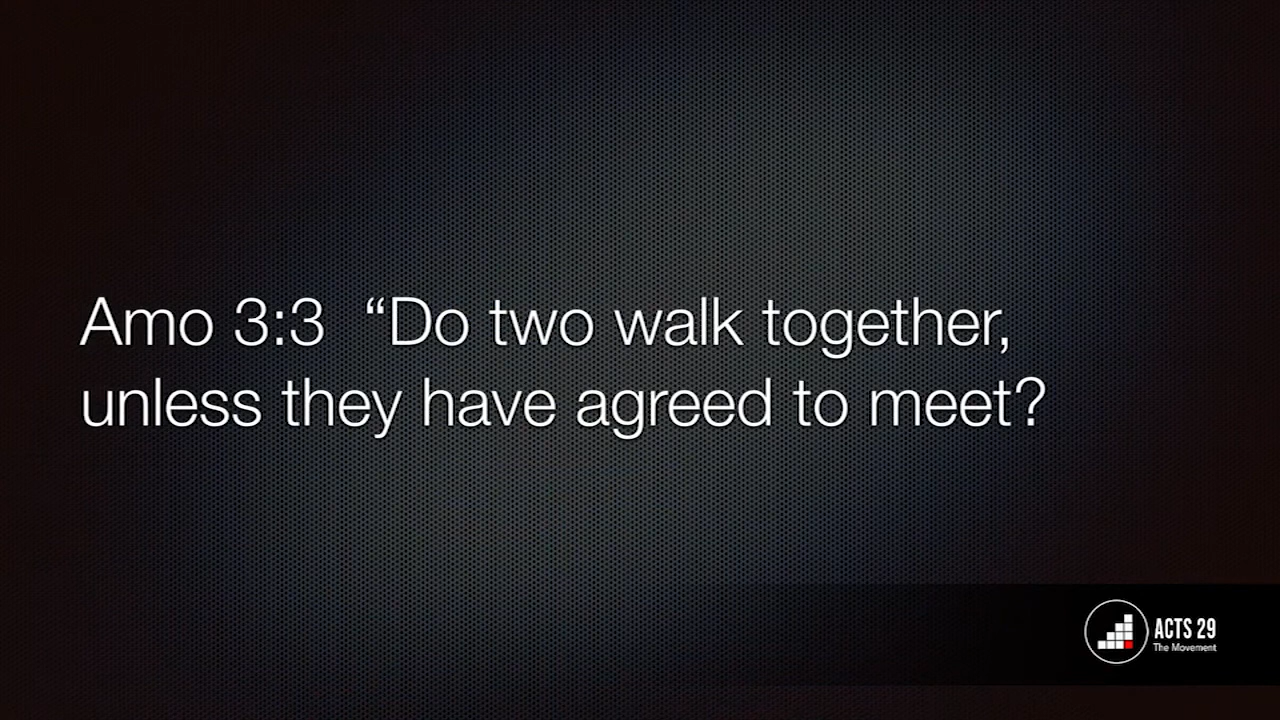 Amo 3:3 “Do two walk together,
unless they have agreed to meet?
ACTS 29
The Movement